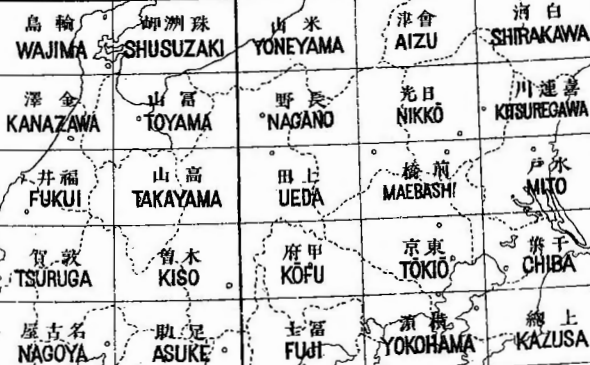 輪島
WAJIMA
珠洲岬
SHUSUZAKI
米山
YONEYAMA
會津
AIZU
白河
SHIRAKAWA
金澤
KANAZAWA
冨山
TOYAMA
長野
NAGANO
日光
NIKKŌ
喜連川
KITSUREGAWA
福井
FUKUI
高山
TAKAYAMA
上田
UEDA
前橋
MAEBASHI
水戸
MITO
敦賀
TSURUGA
木曽
KISO
甲府
KŌFU
東京
TŌKIŌ
千葉
CHIBA
名古屋
NAGOYA
足助
ASUKE
冨士
FUJI
横濱
YOKOHAMA
上總
KAZUSA